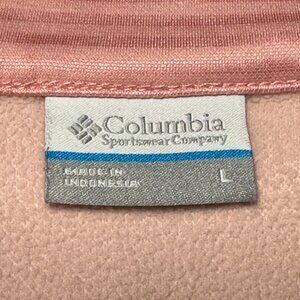 Columbia
Sportswear Company
MADE IN
INDONESIA
L